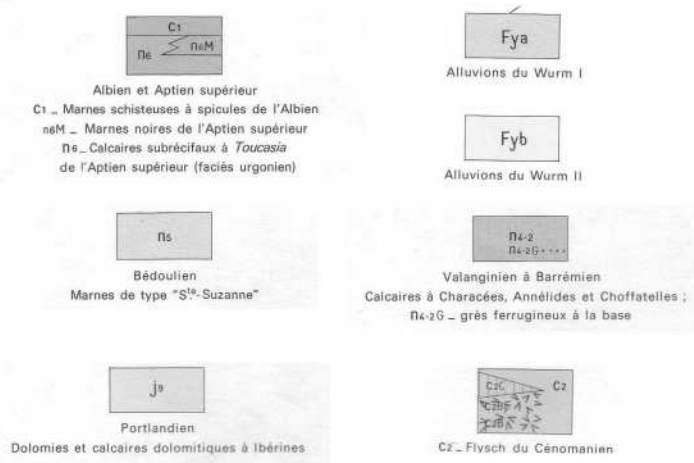 C1
n6 n6M
Albien et Aptien supérieur
C1 _ Marnes schisteuses à spicules de l'Albien
n6M _ Marnes noires de l'Aptien supérieur
n6 _ Calcaires subrécifaux à Toucasia
de l'Aptien supérieur (faciès urgonien)
Fya
Alluvions du Wurm I
Fyb
Alluvions du Wurm II
n5
Bédoulien
Marnes de type "Ste-Suzanne"
n4-2
n4-2G
Valanginien à Barrémien
Calcaires à Characées, Annélides et Choffatelles ;
n4-2G _ grès ferrugineux à la base
j9
Portlandien
Dolomies et calcaires dolomitiques à Ibérines
C2C C2
C2B
C2B
C2 _ Flysch du Cénomanien